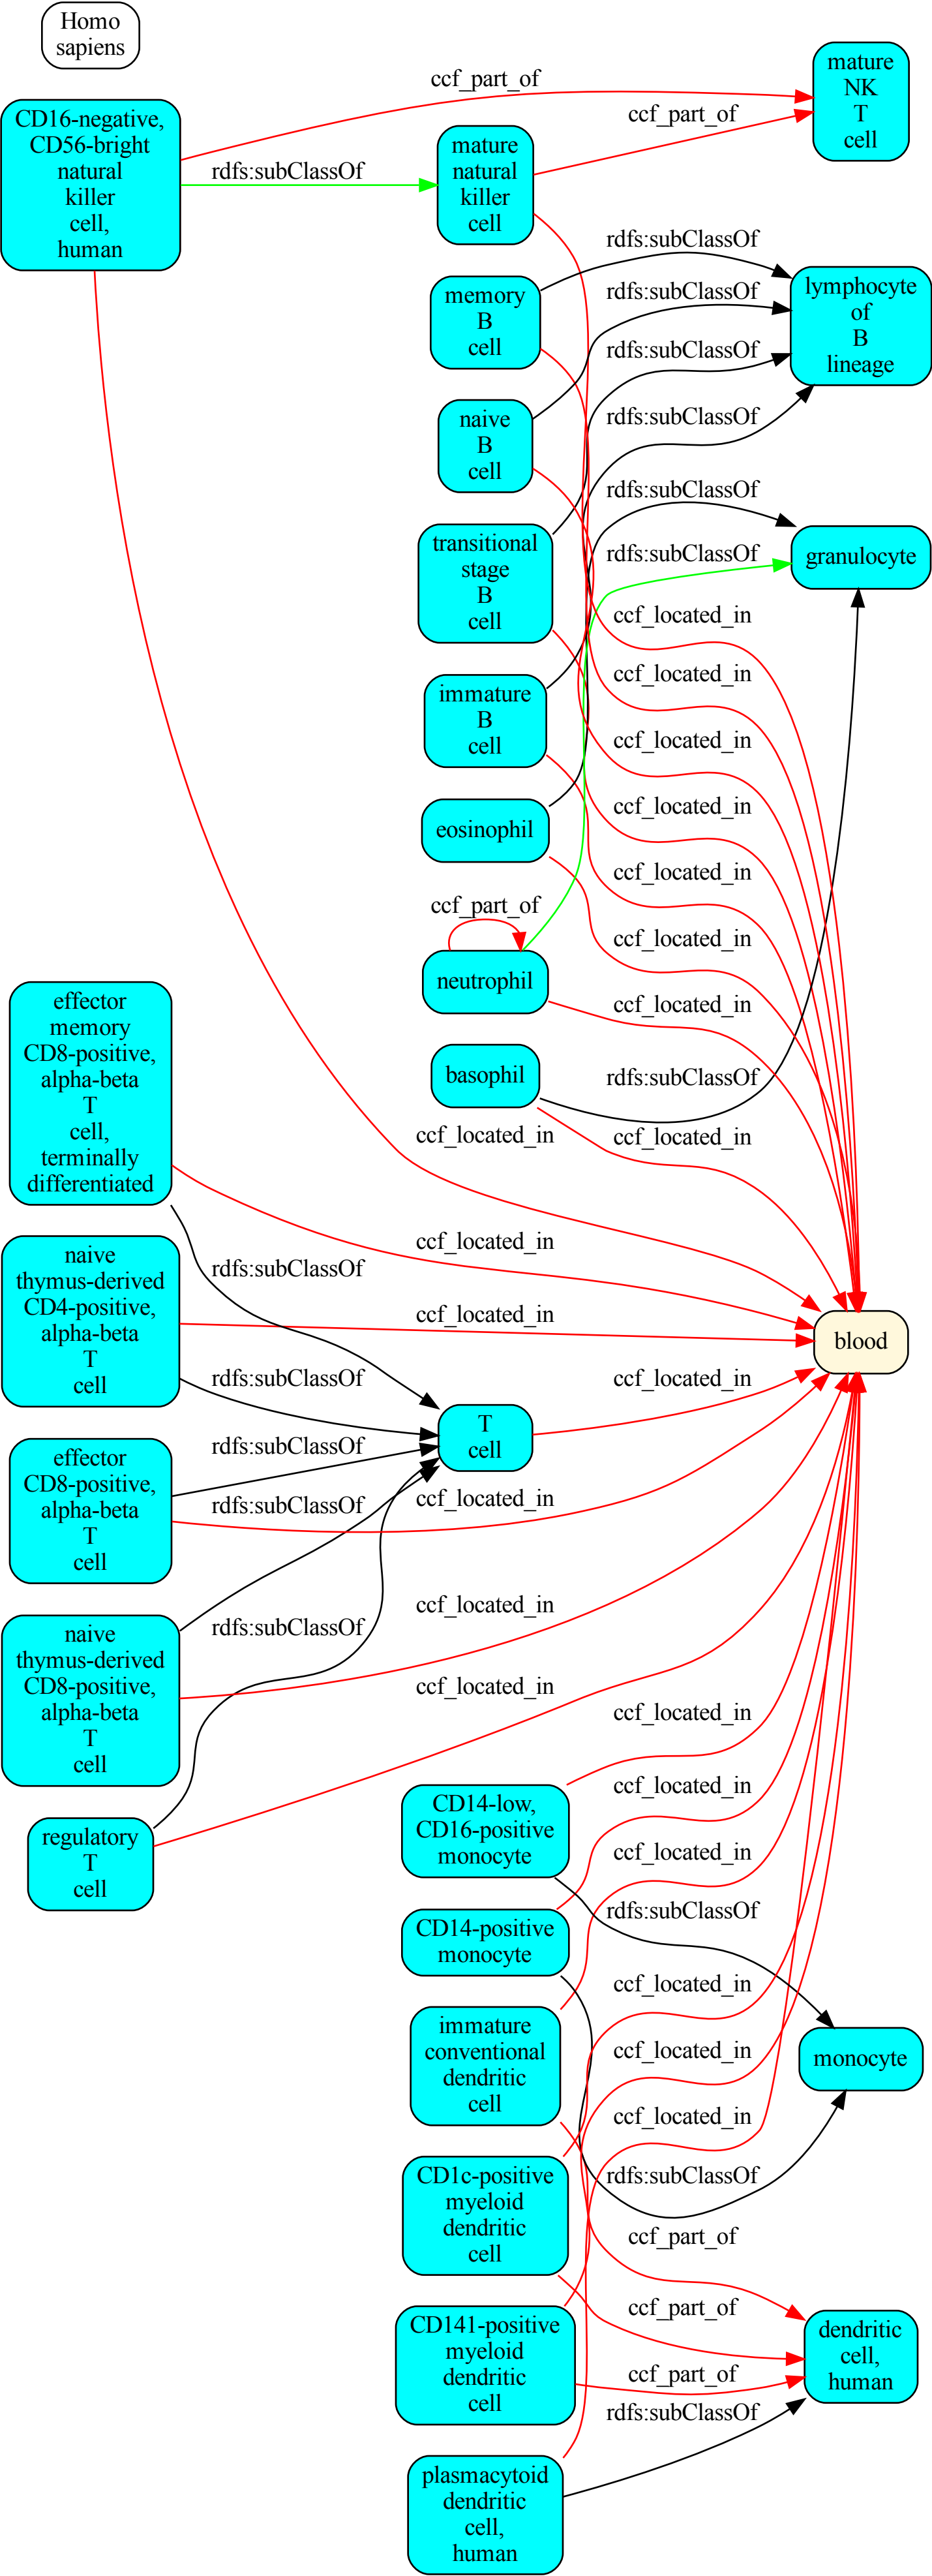 Homo
sapiens
CD16-negative,
CD56-bright
natural
killer
cell,
human
ccf_part_of
rdfs:subClassOf
mature
natural
killer
cell
ccf_part_of
mature
NK
T
cell
memory
B
cell
rdfs:subClassOf
rdfs:subClassOf
rdfs:subClassOf
rdfs:subClassOf
lymphocyte
of
B
lineage
naive
B
cell
transitional
stage
B
cell
rdfs:subClassOf
rdfs:subClassOf
granulocyte
immature
B
cell
ccf_located_in
ccf_located_in
ccf_located_in
ccf_located_in
ccf_located_in
ccf_located_in
ccf_located_in
eosinophil
ccf_part_of
neutrophil
basophil
rdfs:subClassOf
ccf_located_in
ccf_located_in
effector
memory
CD8-positive,
alpha-beta
T
cell,
terminally
differentiated
ccf_located_in
rdfs:subClassOf
naive
thymus-derived
CD4-positive,
alpha-beta
T
cell
ccf_located_in
rdfs:subClassOf
blood
T
cell
ccf_located_in
effector
CD8-positive,
alpha-beta
T
cell
rdfs:subClassOf
rdfs:subClassOf
ccf_located_in
naive
thymus-derived
CD8-positive,
alpha-beta
T
cell
rdfs:subClassOf
ccf_located_in
ccf_located_in
regulatory
T
cell
CD14-low,
CD16-positive
monocyte
ccf_located_in
ccf_located_in
ccf_located_in
rdfs:subClassOf
CD14-positive
monocyte
immature
conventional
dendritic
cell
ccf_located_in
ccf_located_in
ccf_located_in
monocyte
rdfs:subClassOf
CD1c-positive
myeloid
dendritic
cell
ccf_part_of
ccf_part_of
ccf_part_of
rdfs:subClassOf
CD141-positive
myeloid
dendritic
cell
dendritic
cell,
human
plasmacytoid
dendritic
cell,
human